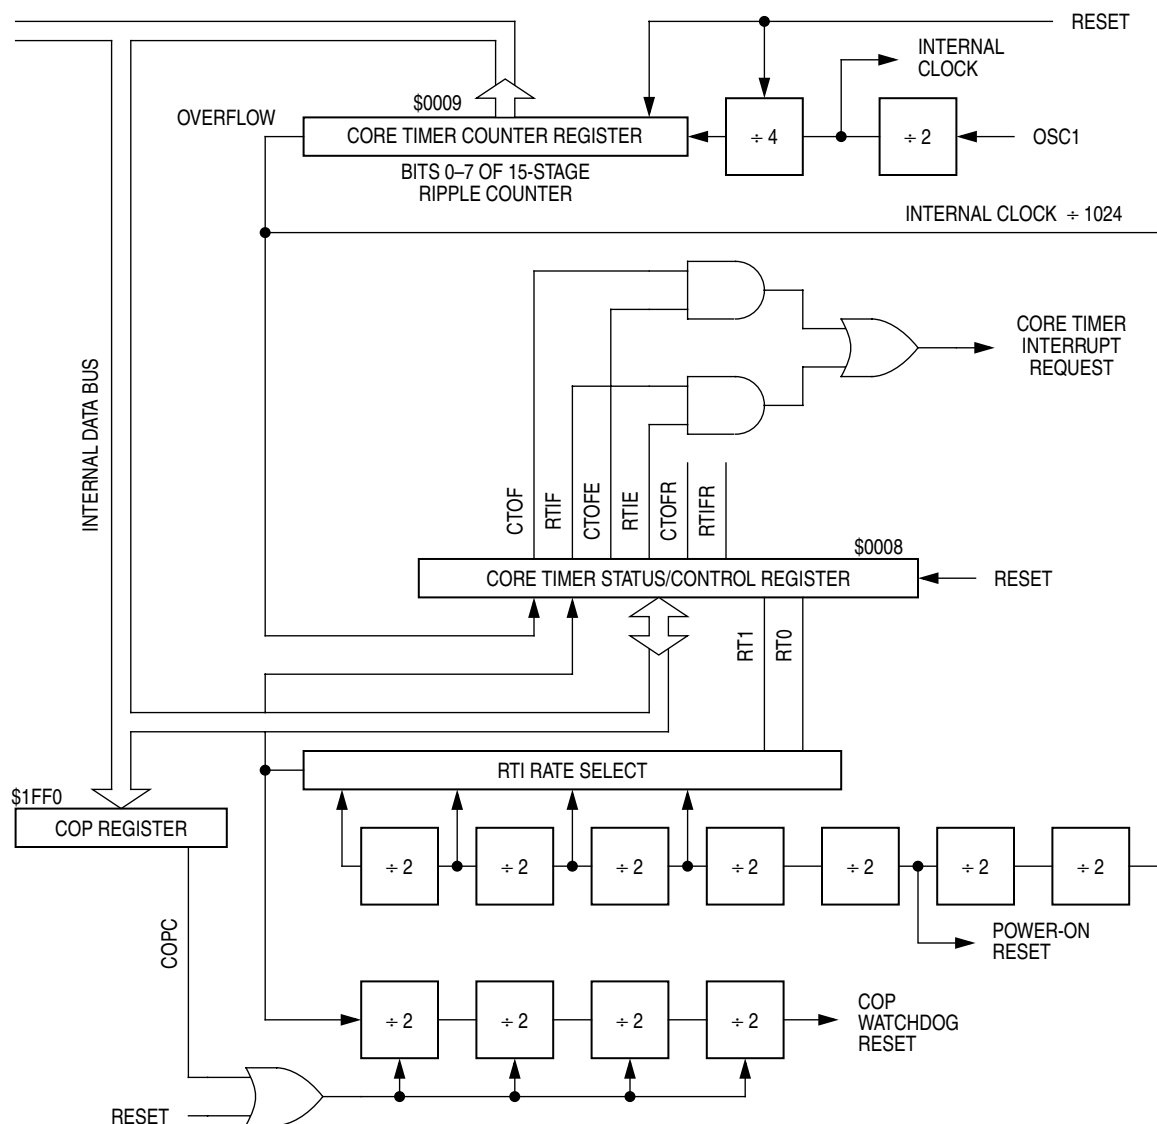 RESET
INTERNAL
CLOCK
$0009
OVERFLOW
CORE TIMER COUNTER REGISTER
÷ 4
÷ 2
OSC1
BITS 0–7 OF 15-STAGE
RIPPLE COUNTER
INTERNAL CLOCK ÷ 1024
CORE TIMER
INTERRUPT
REQUEST
INTERNAL DATA BUS
CTOF
RTIF
CTOFE
RTIE
CTOFR
RTIFR
$0008
CORE TIMER STATUS/CONTROL REGISTER
RESET
RT1
RT0
RTI RATE SELECT
$1FF0
COP REGISTER
÷ 2
÷ 2
÷ 2
÷ 2
÷ 2
÷ 2
÷ 2
POWER-ON
RESET
COPC
÷ 2
÷ 2
÷ 2
÷ 2
COP
WATCHDOG
RESET
RESET